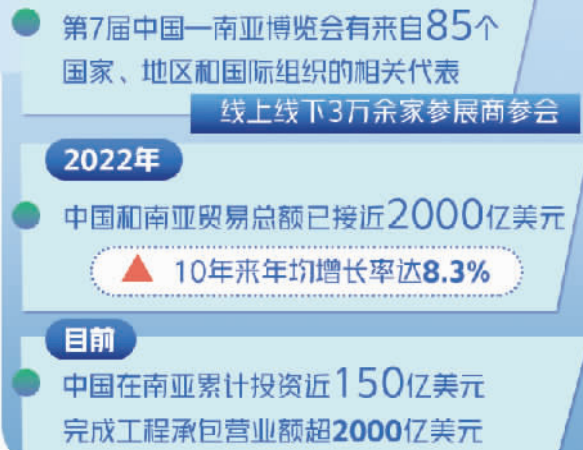 第7届中国—南亚博览会有来自85个
国家、地区和国际组织的相关代表
线上线下3万余家参展商参会
2022年
中国和南亚贸易总额已接近2000亿美元
10年来年均增长率达8.3%
目前
中国在南亚累计投资近150亿美元
完成工程承包营业额超2000亿美元